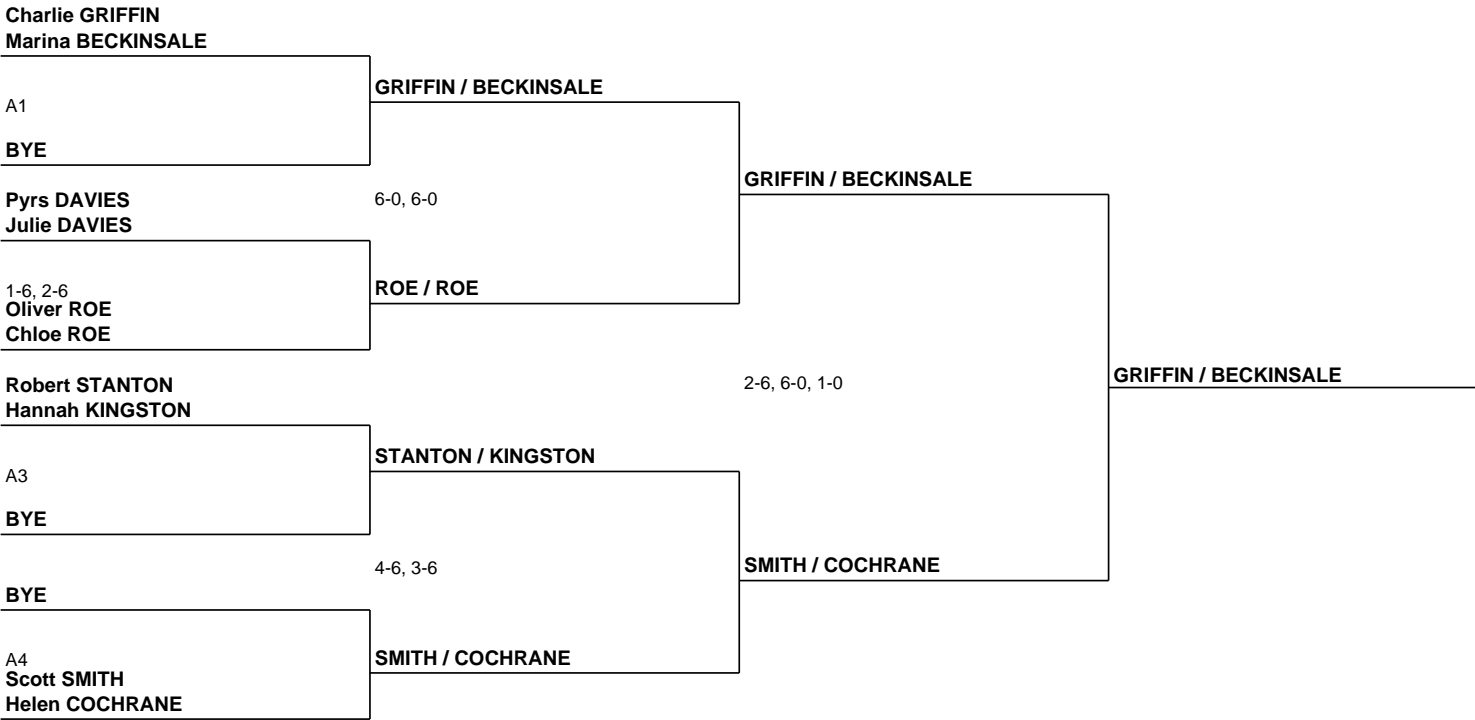 Charlie GRIFFIN
Marina BECKINSALE
GRIFFIN / BECKINSALE
A1
BYE
GRIFFIN / BECKINSALE
Pyrs DAVIES
6-0, 6-0
Julie DAVIES
1-6, 2-6
ROE / ROE
Oliver ROE
Chloe ROE
Robert STANTON
2-6, 6-0, 1-0
GRIFFIN / BECKINSALE
Hannah KINGSTON
STANTON / KINGSTON
A3
BYE
4-6, 3-6
SMITH / COCHRANE
BYE
A4
SMITH / COCHRANE
Scott SMITH
Helen COCHRANE